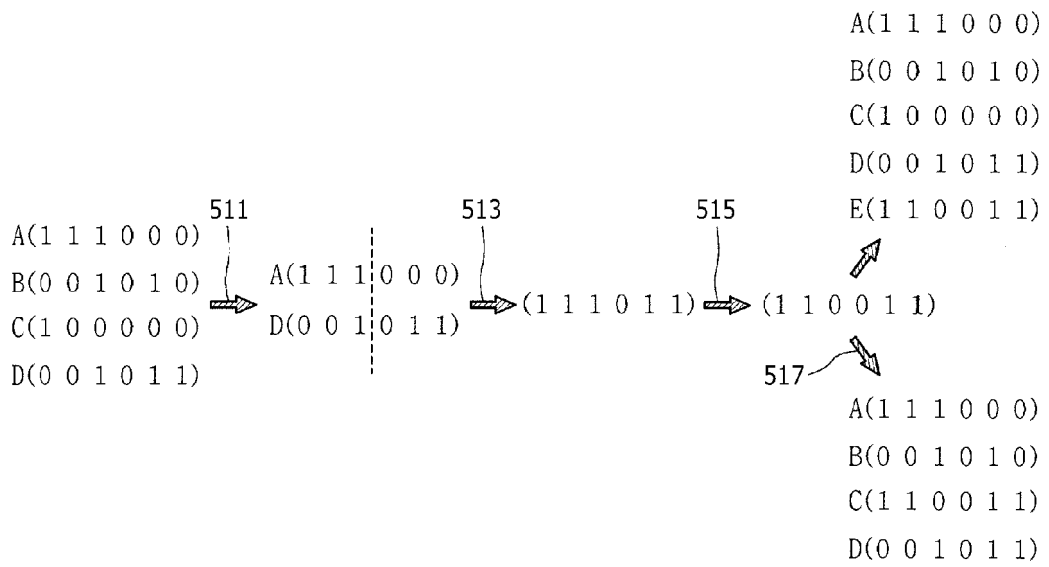 A(1 1 1 0 0 0)
B(0 0 1 0 1 0)
C(1 0 0 0 0 0)
D(0 0 1 0 1 1)
511
A(1 1 1 0 0 0)
D(0 0 1 0 1 1)
513
(1 1 1 0 1 1)
515
(1 1 0 0 1 1)
A(1 1 1 0 0 0)
B(0 0 1 0 1 0)
C(1 0 0 0 0 0)
D(0 0 1 0 1 1)
E(1 1 0 0 1 1)
517
A(1 1 1 0 0 0)
B(0 0 1 0 1 0)
C(1 1 0 0 1 1)
D(0 0 1 0 1 1)